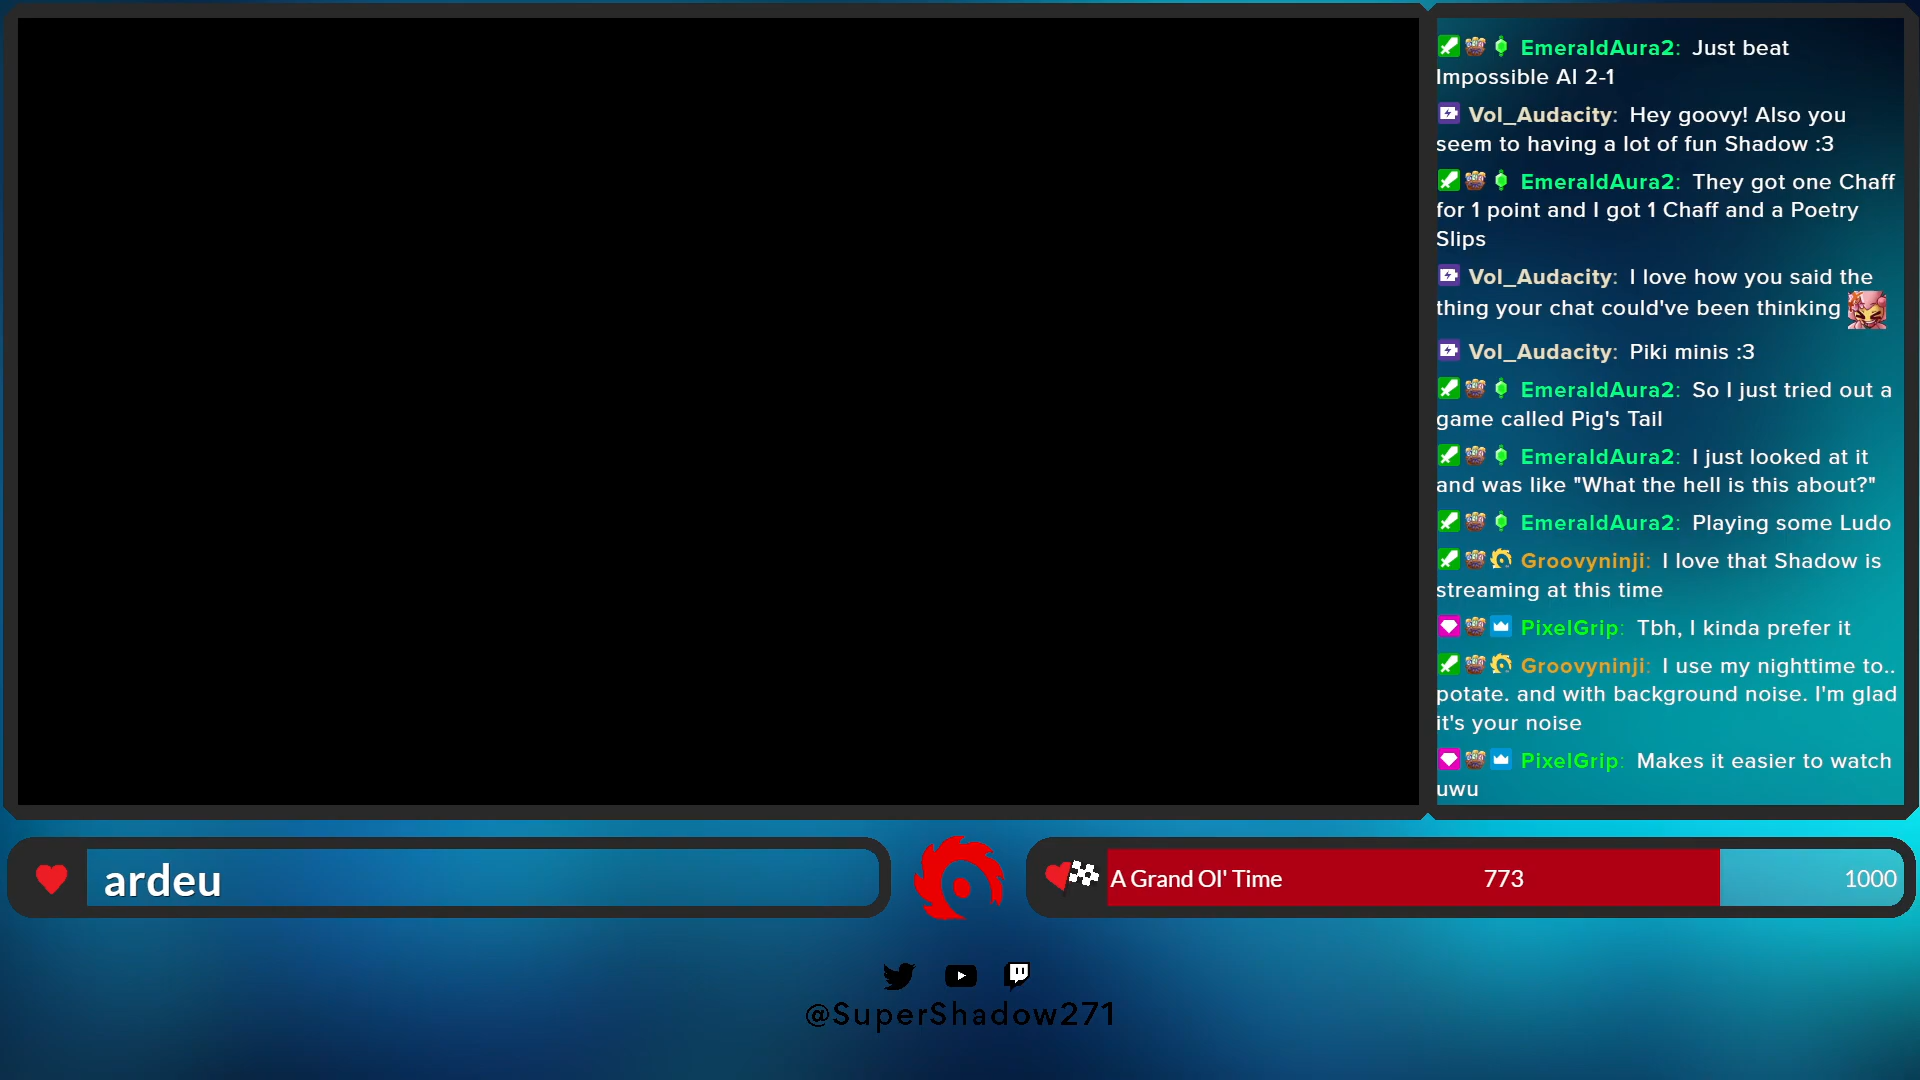 EmeraldAura2: Just beat
Impossible AI 2-1
Vol_Audacity: Hey goovy! Also you
seem to having a lot of fun Shadow :3
EmeraldAura2: They got one Chaff
for 1 point and I got 1 Chaff and a Poetry
Slips
Vol_Audacity: I love how you said the
thing your chat could've been thinking
Vol_Audacity: Piki minis :3
EmeraldAura2: So I just tried out a
game called Pig's Tail
EmeraldAura2: I just looked at it
and was like "What the hell is this about?"
EmeraldAura2: Playing some Ludo
Groovyninji: I love that Shadow is
streaming at this time
PixelGrip: Tbh, I kinda prefer it
Groovyninji: I use my nighttime to..
potate. and with background noise. I'm glad
it's your noise
PixelGrip: Makes it easier to watch
uwu
ardeu
A Grand Ol' Time 773 1000
@SuperShadow271